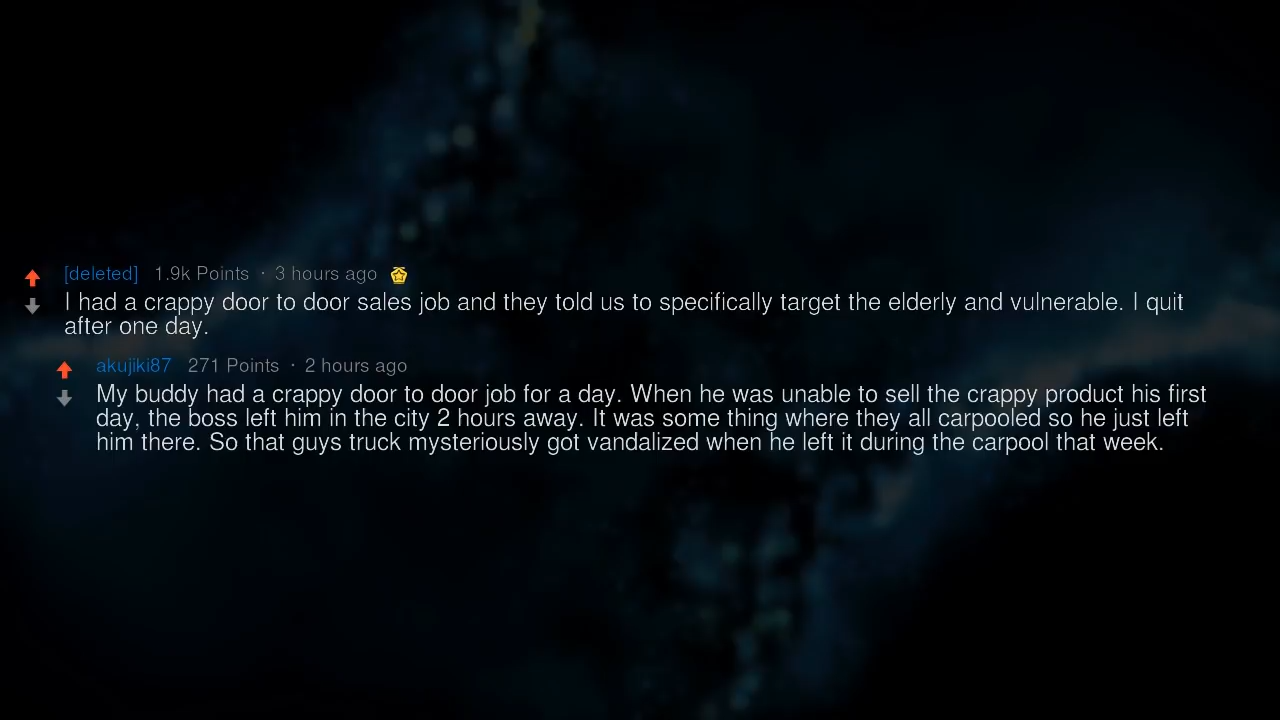 [deleted] 1.9k Points · 3 hours ago
I had a crappy door to door sales job and they told us to specifically target the elderly and vulnerable. I quit
after one day.
akujiki87 271 Points · 2 hours ago
My buddy had a crappy door to door job for a day. When he was unable to sell the crappy product his first
day, the boss left him in the city 2 hours away. It was some thing where they all carpooled so he just left
him there. So that guys truck mysteriously got vandalized when he left it during the carpool that week.